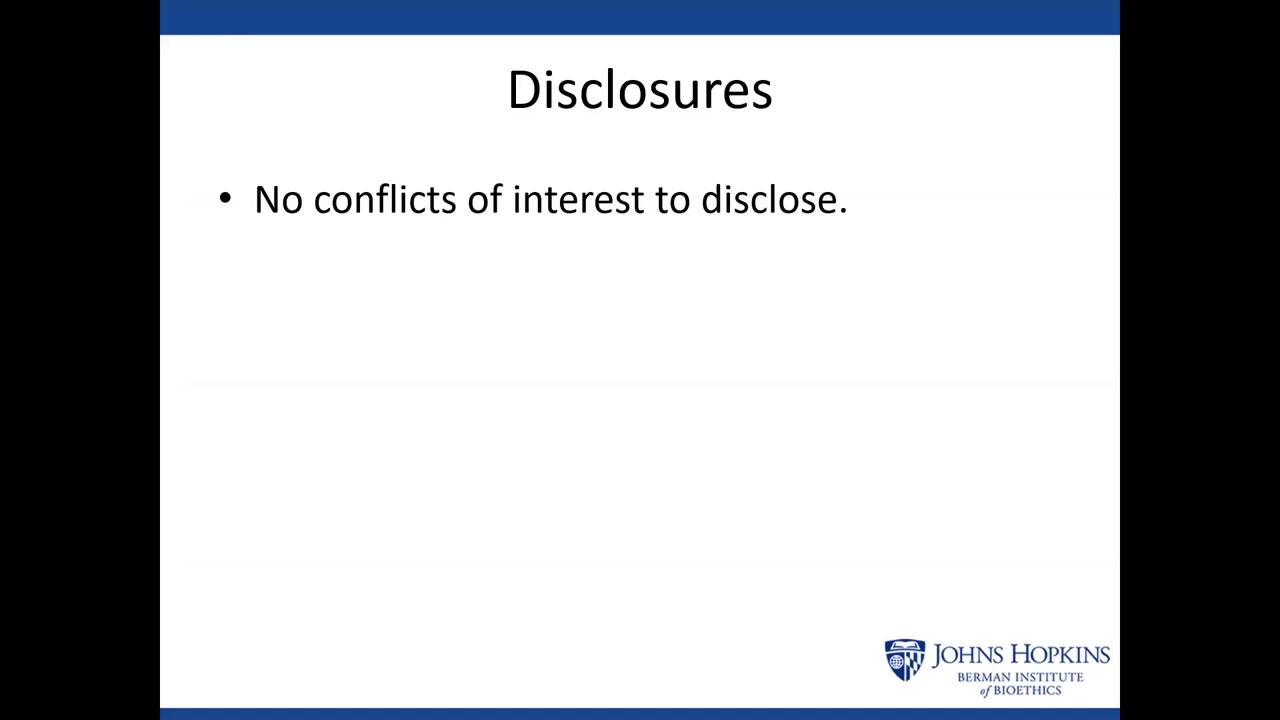 Disclosures
• No conflicts of interest to disclose.
JOHNS HOPKINS
BERMAN INSTITUTE
of BIOETHICS